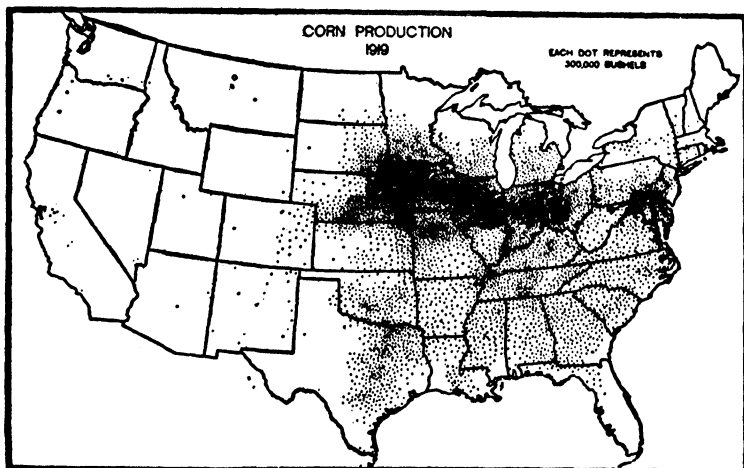 CORN PRODUCTION
1919
EACH DOT REPRESENTS
300,000 BUSHELS